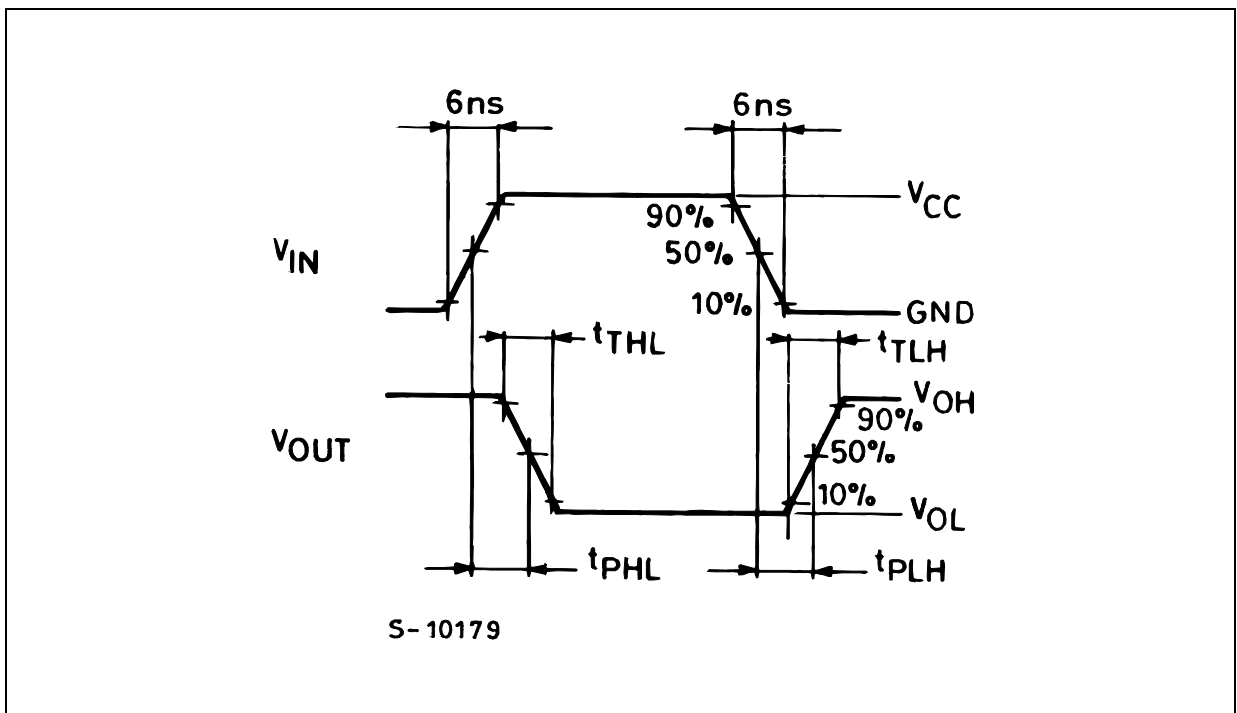 6ns 6ns
VCC
90%
VIN 50%
10% GND
tTHL tTLH
VOH
90%
VOUT 50%
10% VOL
tPHL tPLH
S-10179